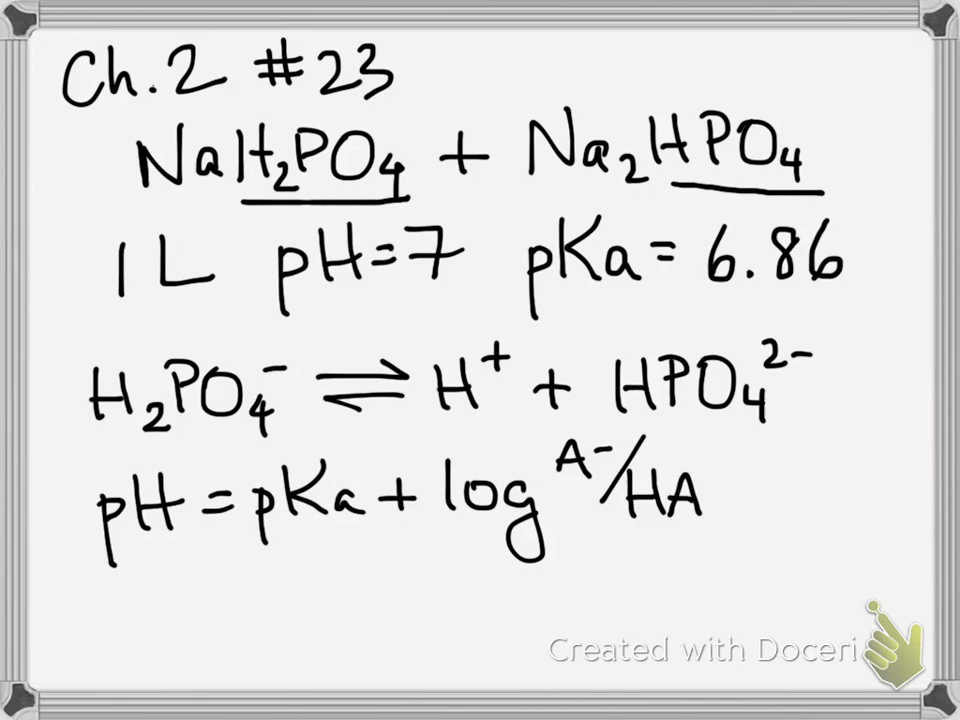 Ch. 2 #23
NaH₂PO₄ + Na₂HPO₄
1 L pH = 7 pKa = 6.86
H₂PO₄⁻ ⇌ H⁺ + HPO₄²⁻
pH = pKa + log A⁻/HA
Created with Doceri